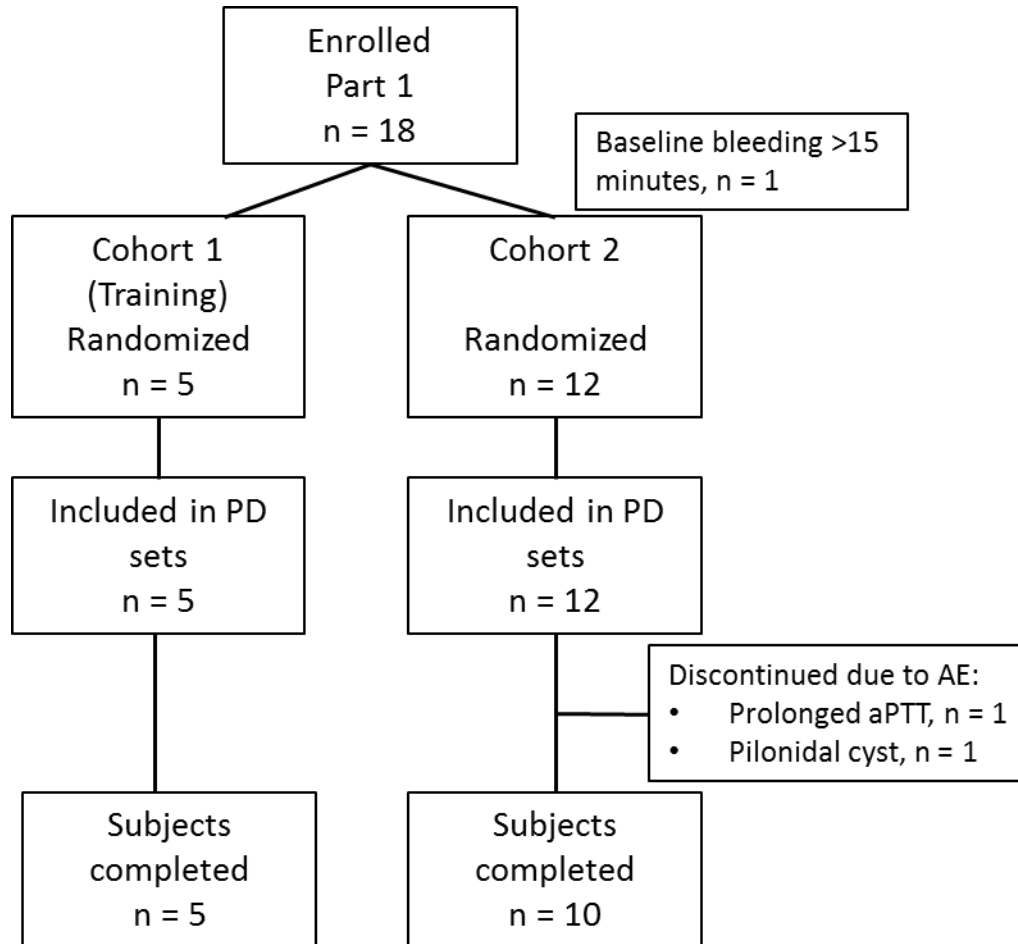 Enrolled
Part 1
n = 18
Baseline bleeding >15
minutes, n = 1
Cohort 1
(Training)
Randomized
n = 5
Cohort 2
Randomized
n = 12
Included in PD
sets
n = 5
Included in PD
sets
n = 12
Discontinued due to AE:
• Prolonged aPTT, n = 1
• Pilonidal cyst, n = 1
Subjects
completed
n = 5
Subjects
completed
n = 10